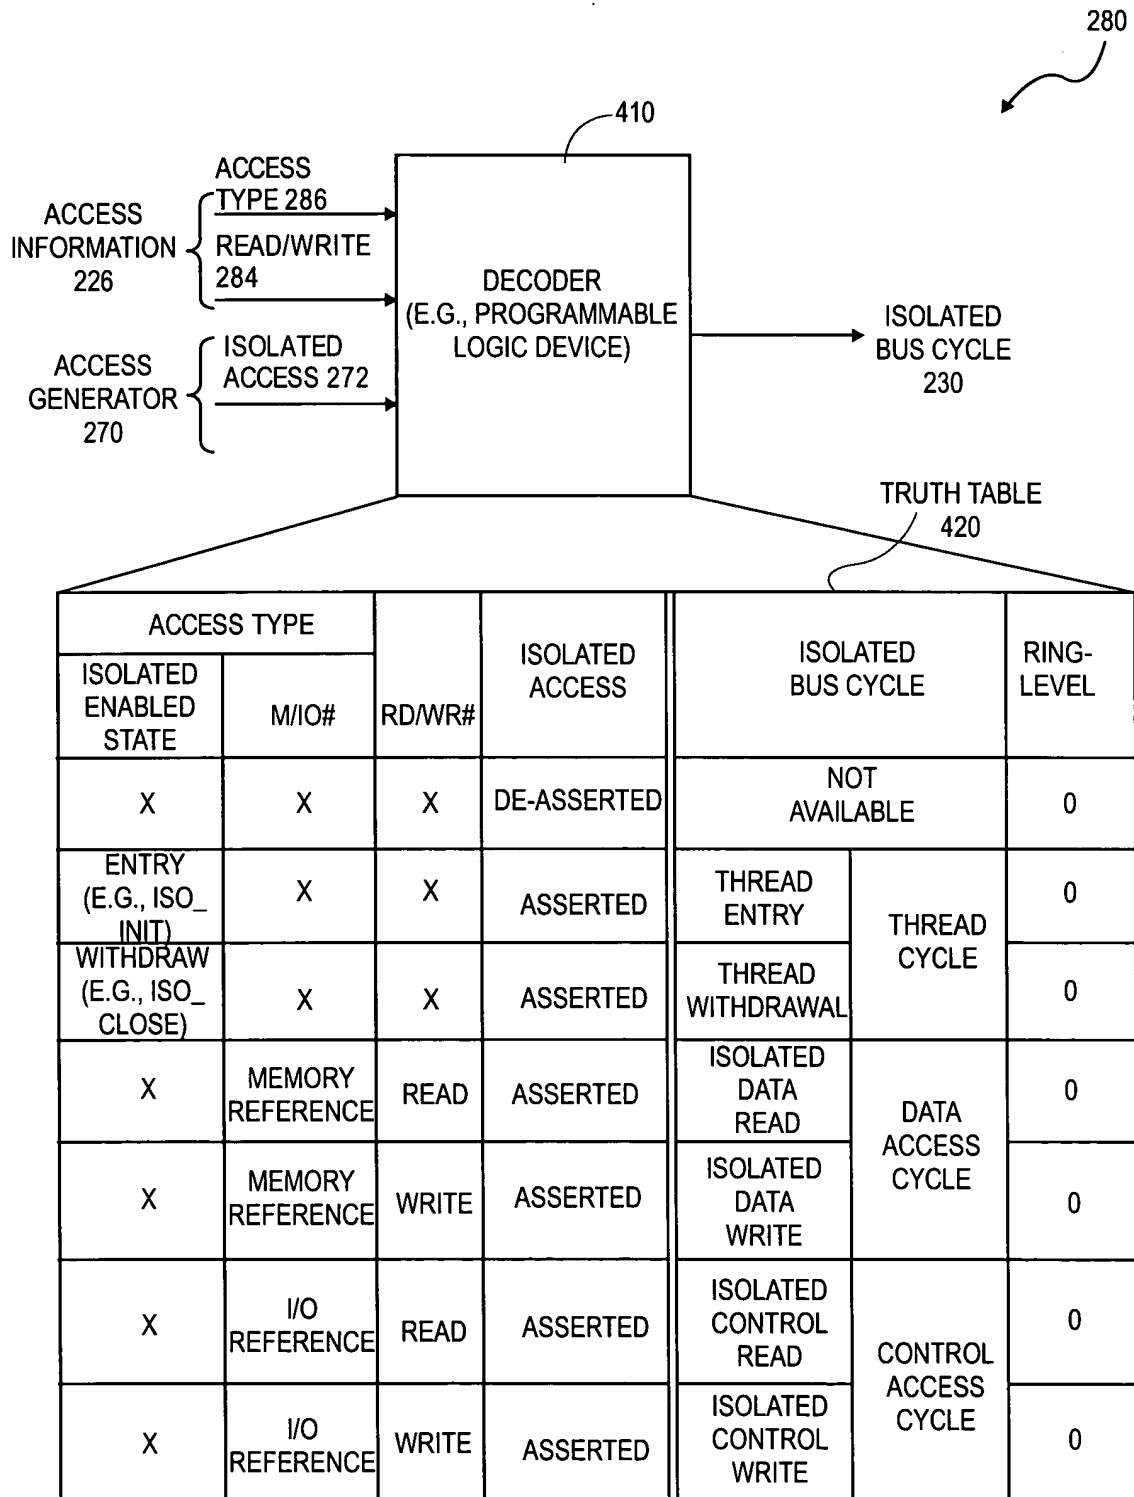 280
410
ACCESS
TYPE 286
ACCESS
INFORMATION
226
READ/WRITE
284
DECODER
(E.G., PROGRAMMABLE
LOGIC DEVICE)
ISOLATED
BUS CYCLE
230
ISOLATED
ACCESS 272
ACCESS
GENERATOR
270
TRUTH TABLE
420
ACCESS TYPE
ISOLATED
ENABLED
STATE
M/IO#
RD/WR#
ISOLATED
ACCESS
ISOLATED
BUS CYCLE
RING-
LEVEL
X
X
X
DE-ASSERTED
NOT
AVAILABLE
0
ENTRY
(E.G., ISO_
INIT)
X
X
ASSERTED
THREAD
ENTRY
THREAD
CYCLE
0
WITHDRAW
(E.G., ISO_
CLOSE)
X
X
ASSERTED
THREAD
WITHDRAWAL
0
X
MEMORY
REFERENCE
READ
ASSERTED
ISOLATED
DATA
READ
DATA
ACCESS
CYCLE
0
X
MEMORY
REFERENCE
WRITE
ASSERTED
ISOLATED
DATA
WRITE
0
X
I/O
REFERENCE
READ
ASSERTED
ISOLATED
CONTROL
READ
CONTROL
ACCESS
CYCLE
0
X
I/O
REFERENCE
WRITE
ASSERTED
ISOLATED
CONTROL
WRITE
0